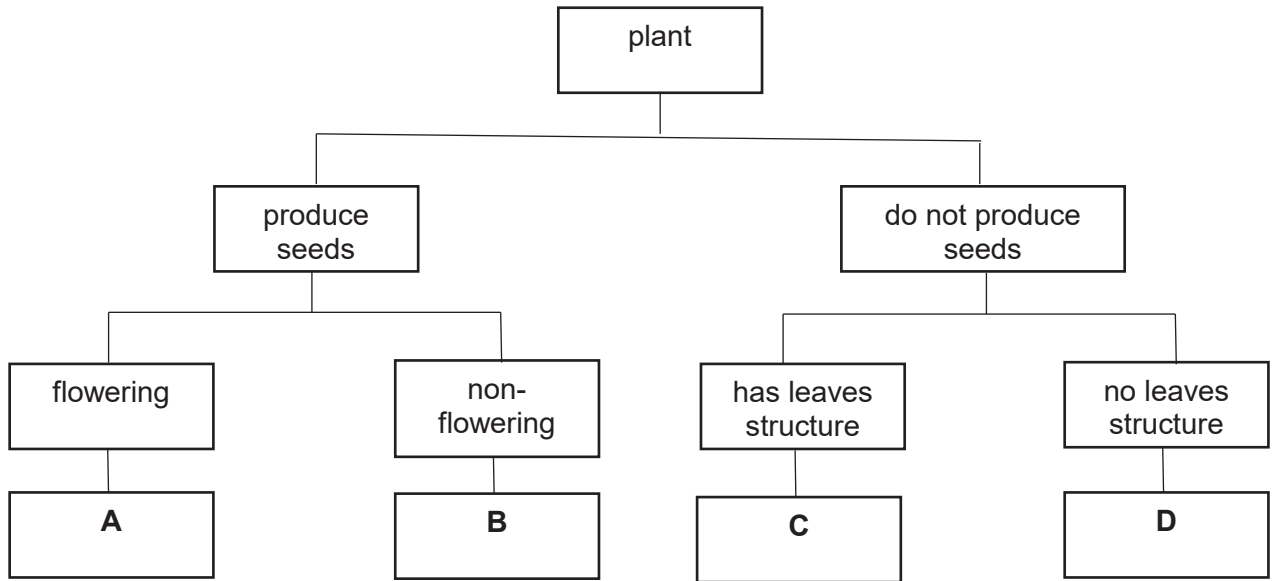 plant
produce
seeds
do not produce
seeds
flowering
non-
flowering
has leaves
structure
no leaves
structure
A
B
C
D